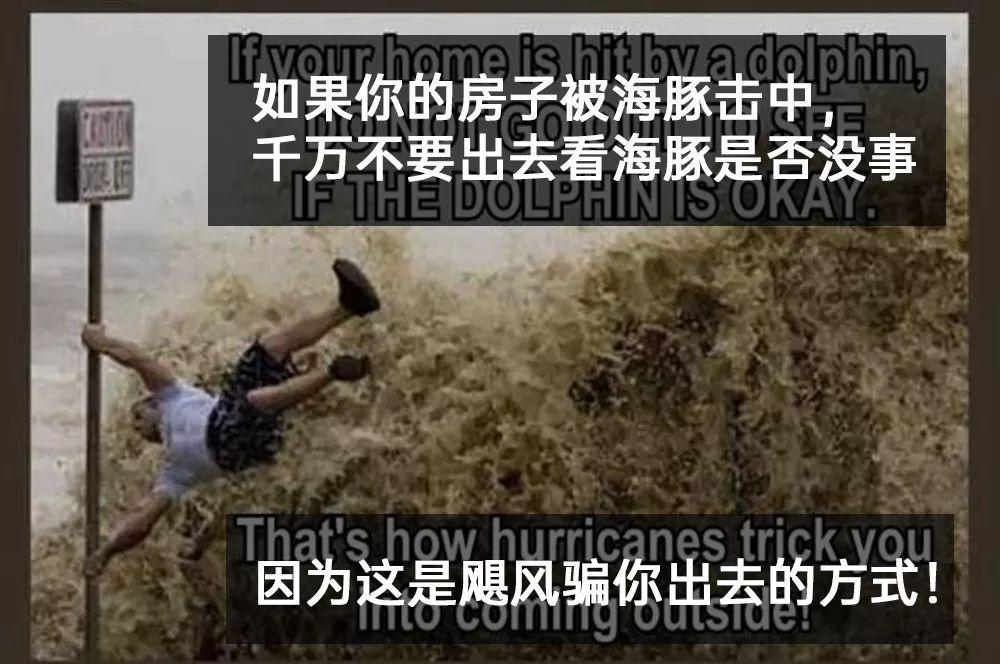 CAUTION
If your home is hit by a dolphin,
如果你的房子被海豚击中，
千万不要出去看海豚是否没事
IF THE DOLPHIN IS OKAY.
That's how hurricanes trick you
因为这是飓风骗你出去的方式！
into coming outside!